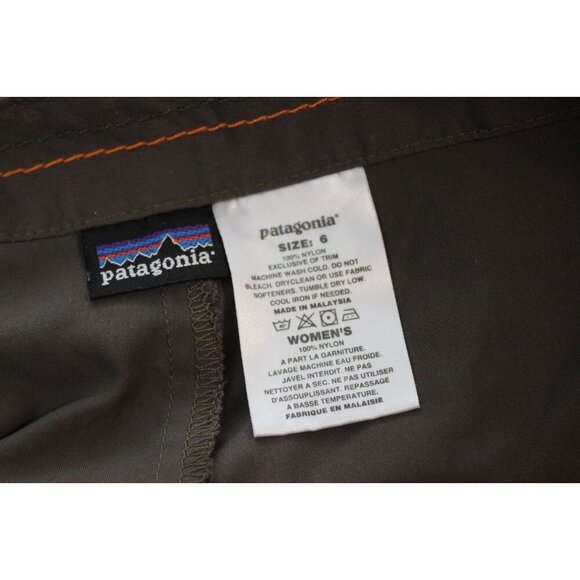 patagonia®
patagonia®
SIZE: 6
100% NYLON
EXCLUSIVE OF TRIM
MACHINE WASH COLD. DO NOT
BLEACH. DRYCLEAN OR USE FABRIC
SOFTENERS. TUMBLE DRY LOW.
COOL IRON IF NEEDED.
MADE IN MALAYSIA
WOMEN'S
100% NYLON
A PART LA GARNITURE.
LAVAGE MACHINE EAU FROIDE.
JAVEL INTERDIT. NE PAS
NETTOYER A SEC. NE PAS UTILISER
D'ASSOUPLISSANT. REPASSAGE
A BASSE TEMPERATURE.
FABRIQUE EN MALAISIE